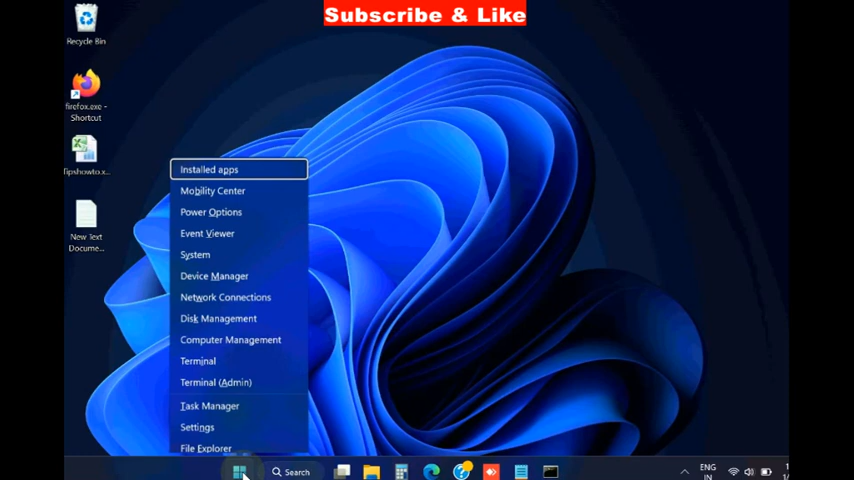 Subscribe & Like
Recycle Bin
firefox.exe -
Shortcut
Tipshowto.x...
New Text
Docume...
Installed apps
Mobility Center
Power Options
Event Viewer
System
Device Manager
Network Connections
Disk Management
Computer Management
Terminal
Terminal (Admin)
Task Manager
Settings
File Explorer
Search
ENG
IN